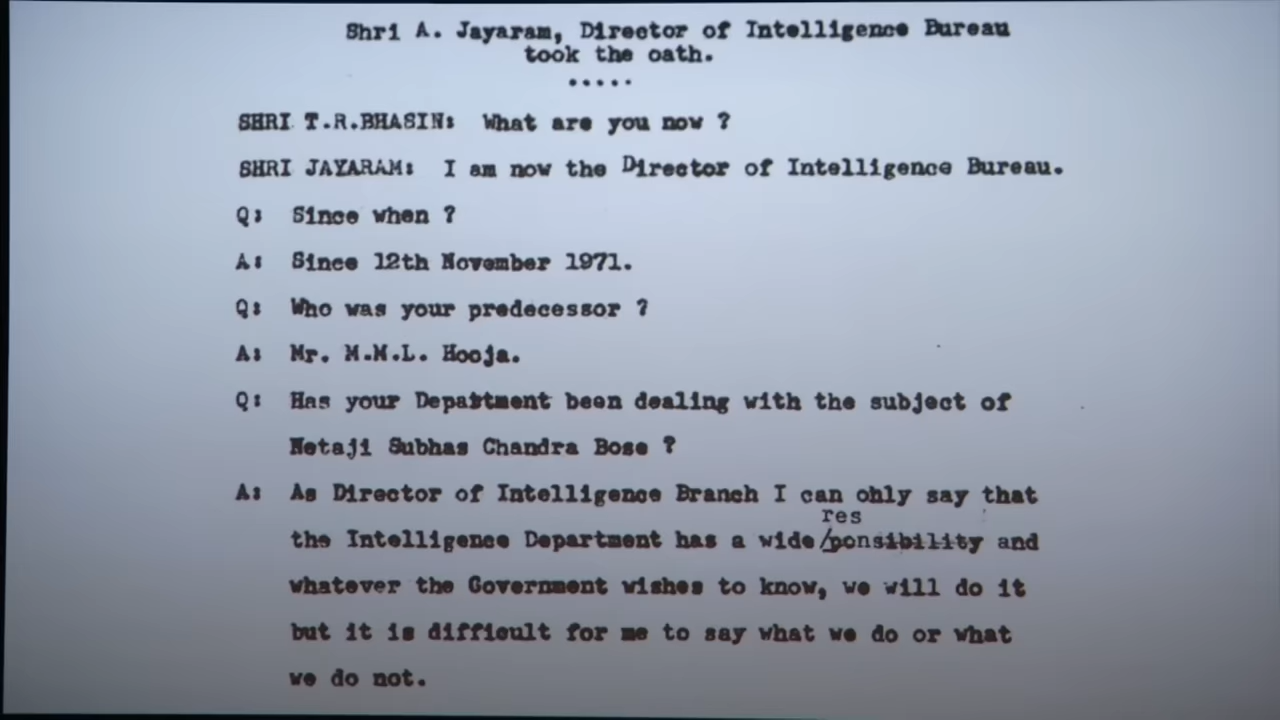 Shri A. Jayaram, Director of Intelligence Bureau
took the oath.
.....
SHRI T.R.BHASIN: What are you now ?
SHRI JAYARAM: I am now the Director of Intelligence Bureau.
Q: Since when ?
A: Since 12th November 1971.
Q: Who was your predecessor ?
A: Mr. M.M.L. Hooja.
Q: Has your Department been dealing with the subject of
Netaji Subhas Chandra Bose ?
A: As Director of Intelligence Branch I can only say that
res
the Intelligence Department has a wide /ponsibility and
whatever the Government wishes to know, we will do it
but it is difficult for me to say what we do or what
we do not.